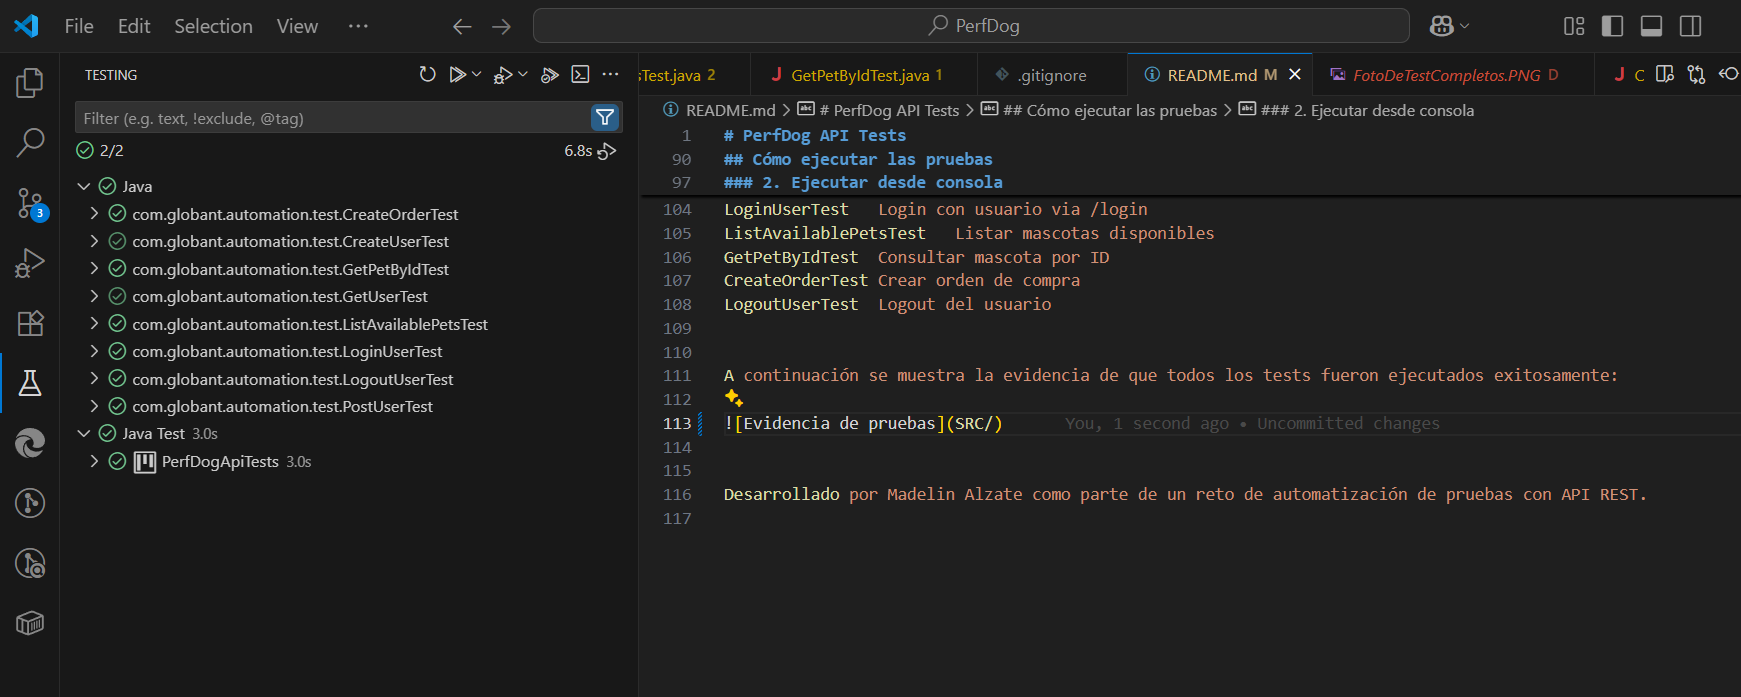 File Edit Selection View ··· PerfDog
TESTING
Filter (e.g. text, !exclude, @tag)
2/2 6.8s
Java
com.globant.automation.test.CreateOrderTest
com.globant.automation.test.CreateUserTest
com.globant.automation.test.GetPetByIdTest
com.globant.automation.test.GetUserTest
com.globant.automation.test.ListAvailablePetsTest
com.globant.automation.test.LoginUserTest
com.globant.automation.test.LogoutUserTest
com.globant.automation.test.PostUserTest
Java Test 3.0s
PerfDogApiTests 3.0s
3
sTest.java 2 J GetPetByIdTest.java 1 .gitignore README.md M FotoDeTestCompletos.PNG D J C
README.md > # PerfDog API Tests > ## Cómo ejecutar las pruebas > ### 2. Ejecutar desde consola
1 # PerfDog API Tests
90 ## Cómo ejecutar las pruebas
97 ### 2. Ejecutar desde consola
104 LoginUserTest Login con usuario via /login
105 ListAvailablePetsTest Listar mascotas disponibles
106 GetPetByIdTest Consultar mascota por ID
107 CreateOrderTest Crear orden de compra
108 LogoutUserTest Logout del usuario
109
110
111 A continuación se muestra la evidencia de que todos los tests fueron ejecutados exitosamente:
112
113 ![Evidencia de pruebas](SRC/) You, 1 second ago • Uncommitted changes
114
115
116 Desarrollado por Madelin Alzate como parte de un reto de automatización de pruebas con API REST.
117